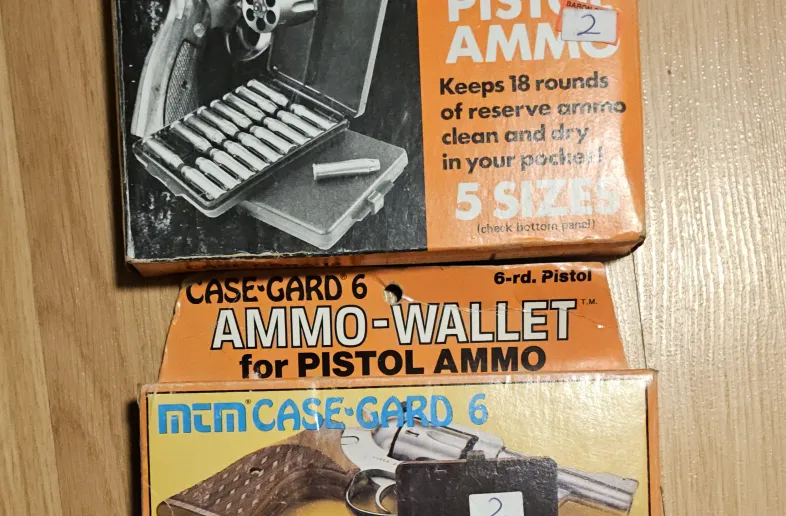 PISTOL
2
AMMO
Keeps 18 rounds
of reserve ammo
clean and dry
in your pocket!
5 SIZES
(check bottom panel)
CASE•GARD® 6
6-rd. Pistol
AMMO-WALLET T.M.
for PISTOL AMMO
mtm® CASE•GARD 6
2